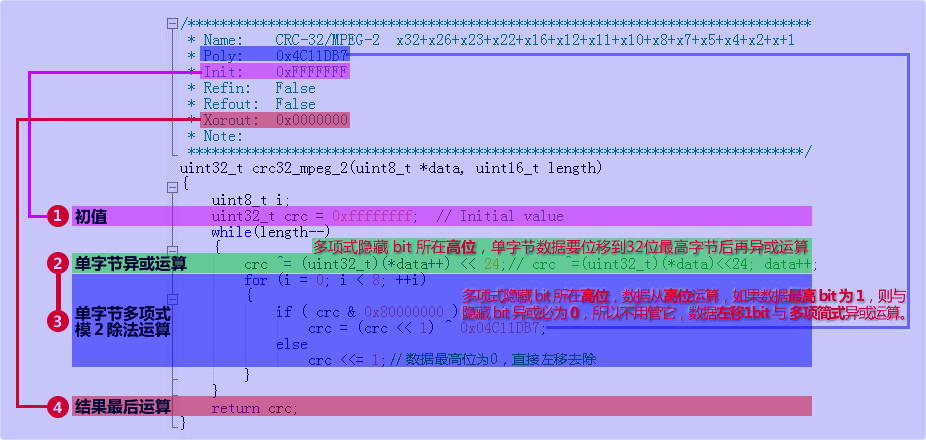 /*****************************************************************************
* Name: CRC-32/MPEG-2 x32+x26+x23+x22+x16+x12+x11+x10+x8+x7+x5+x4+x2+x+1
* Poly: 0x4C11DB7
* Init: 0xFFFFFFF
* Refin: False
* Refout: False
* Xorout: 0x0000000
* Note:
*****************************************************************************/
uint32_t crc32_mpeg_2(uint8_t *data, uint16_t length)
{
uint8_t i;
1 初值
uint32_t crc = 0xffffffff; // Initial value
while(length--)
{
多项式隐藏 bit 所在高位，单字节数据要位移到32位最高字节后再异或运算
2 单字节异或运算
crc ^= (uint32_t)(*data++) << 24;// crc ^=(uint32_t)(*data)<<24; data++;
for (i = 0; i < 8; ++i)
{
多项式隐藏 bit 所在高位，数据从高位运算，如果数据最高 bit 为 1，则与
隐藏 bit 异或必为 0，所以不用管它，数据左移1bit 与 多项简式异或运算。
3 单字节多项式
模 2 除法运算
if ( crc & 0x80000000 )
crc = (crc << 1) ^ 0x04C11DB7;
else
crc <<= 1; // 数据最高位为0，直接左移去除
}
}
4 结果最后运算
return crc;
}